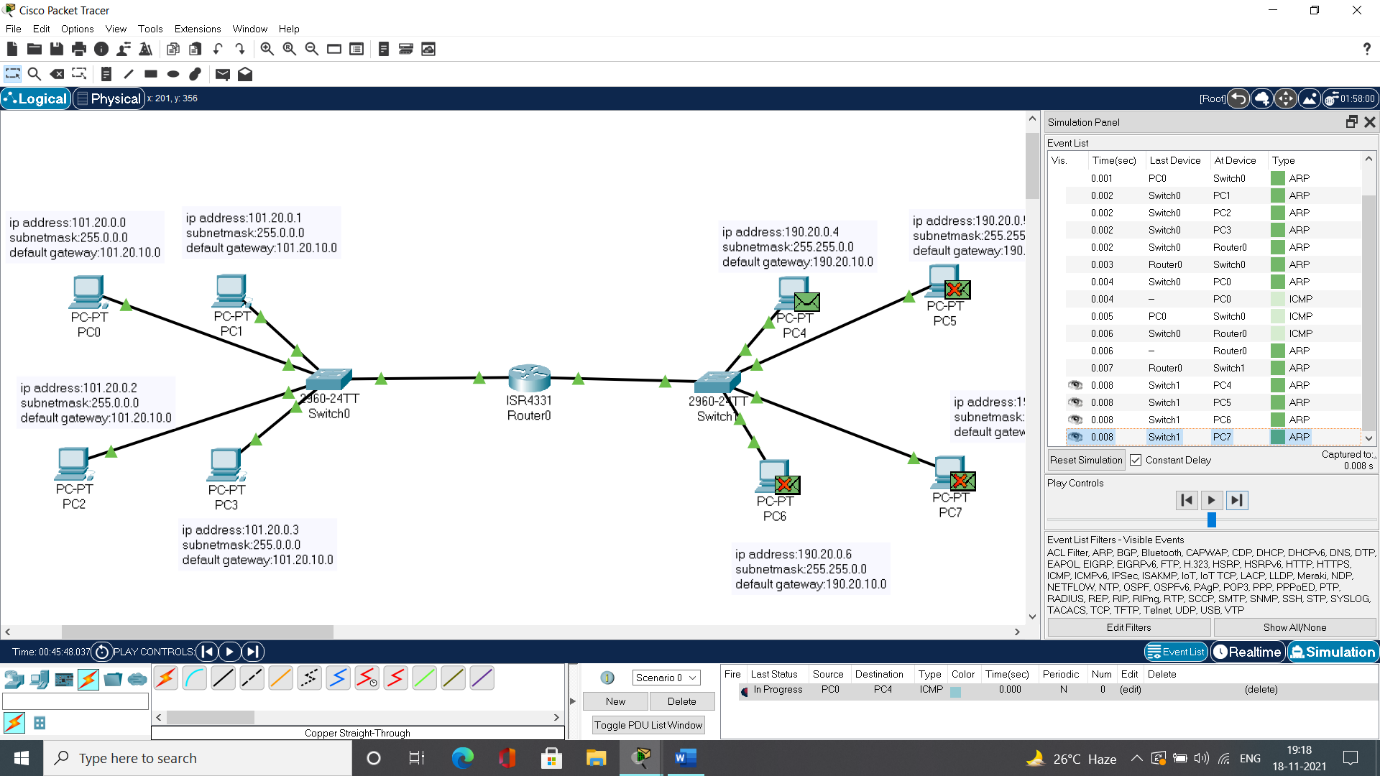 Cisco Packet Tracer
File Edit Options View Tools Extensions Window Help
Logical Physical x: 201, y: 356
[Root] 01:58:00
ip address:101.20.0.0
subnetmask:255.0.0.0
default gateway:101.20.10.0
PC-PT
PC0
ip address:101.20.0.1
subnetmask:255.0.0.0
default gateway:101.20.10.0
PC-PT
PC1
ip address:101.20.0.2
subnetmask:255.0.0.0
default gateway:101.20.10.0
PC-PT
PC2
PC-PT
PC3
ip address:101.20.0.3
subnetmask:255.0.0.0
default gateway:101.20.10.0
2960-24TT
Switch0
ISR4331
Router0
2960-24TT
Switch1
ip address:190.20.0.4
subnetmask:255.255.0.0
default gateway:190.20.10.0
PC-PT
PC4
ip address:190.20.0.5
subnetmask:255.255
default gateway:190.
PC-PT
PC5
PC-PT
PC6
ip address:190.20.0.6
subnetmask:255.255.0.0
default gateway:190.20.10.0
ip address:19
subnetmask:
default gatew
PC-PT
PC7
Simulation Panel
Event List
Vis. Time(sec) Last Device At Device Type
0.001 PC0 Switch0 ARP
0.002 Switch0 PC1 ARP
0.002 Switch0 PC2 ARP
0.002 Switch0 PC3 ARP
0.002 Switch0 Router0 ARP
0.003 Router0 Switch0 ARP
0.004 Switch0 PC0 ARP
0.004 -- PC0 ICMP
0.005 PC0 Switch0 ICMP
0.006 Switch0 Router0 ICMP
0.006 -- Router0 ARP
0.007 Router0 Switch1 ARP
0.008 Switch1 PC4 ARP
0.008 Switch1 PC5 ARP
0.008 Switch1 PC6 ARP
0.008 Switch1 PC7 ARP
Reset Simulation Constant Delay Captured to:
0.008 s
Play Controls
Event List Filters - Visible Events
ACL Filter, ARP, BGP, Bluetooth, CAPWAP, CDP, DHCP, DHCPv6, DNS, DTP,
EAPOL, EIGRP, EIGRPv6, FTP, H.323, HSRP, HSRPv6, HTTP, HTTPS,
ICMP, ICMPv6, IPSec, ISAKMP, IoT, IoT TCP, LACP, LLDP, Meraki, NDP,
NETFLOW, NTP, OSPF, OSPFv6, PAgP, POP3, PPP, PPPoED, PTP,
RADIUS, REP, RIP, RIPng, RTP, SCCP, SMTP, SNMP, SSH, STP, SYSLOG,
TACACS, TCP, TFTP, Telnet, UDP, USB, VTP
Edit Filters Show All/None
Time: 00:45:48.037 PLAY CONTROLS:
Event List Realtime Simulation
Copper Straight-Through
Scenario 0
New Delete
Toggle PDU List Window
Fire Last Status Source Destination Type Color Time(sec) Periodic Num Edit Delete
In Progress PC0 PC4 ICMP 0.000 N 0 (edit) (delete)
Type here to search
26°C Haze
ENG
19:18
18-11-2021